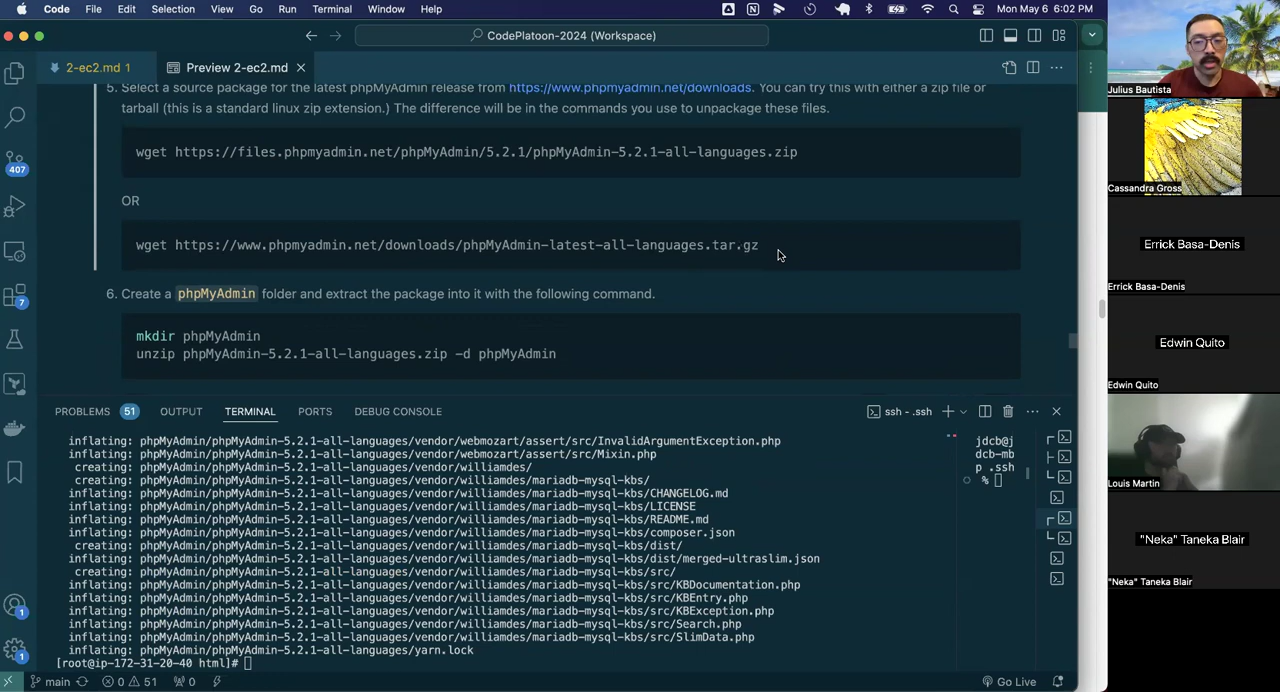 Code File Edit Selection View Go Run Terminal Window Help Mon May 6 6:02 PM
CodePlatoon-2024 (Workspace)
2-ec2.md 1 Preview 2-ec2.md
5. Select a source package for the latest phpMyAdmin release from https://www.phpmyadmin.net/downloads. You can try this with either a zip file or
tarball (this is a standard linux zip extension.) The difference will be in the commands you use to unpackage these files.
wget https://files.phpmyadmin.net/phpMyAdmin/5.2.1/phpMyAdmin-5.2.1-all-languages.zip
OR
wget https://www.phpmyadmin.net/downloads/phpMyAdmin-latest-all-languages.tar.gz
6. Create a phpMyAdmin folder and extract the package into it with the following command.
mkdir phpMyAdmin
unzip phpMyAdmin-5.2.1-all-languages.zip -d phpMyAdmin
407
7
1
1
PROBLEMS 51 OUTPUT TERMINAL PORTS DEBUG CONSOLE ssh - .ssh
inflating: phpMyAdmin/phpMyAdmin-5.2.1-all-languages/vendor/webmozart/assert/src/InvalidArgumentException.php
inflating: phpMyAdmin/phpMyAdmin-5.2.1-all-languages/vendor/webmozart/assert/src/Mixin.php
creating: phpMyAdmin/phpMyAdmin-5.2.1-all-languages/vendor/williamdes/
creating: phpMyAdmin/phpMyAdmin-5.2.1-all-languages/vendor/williamdes/mariadb-mysql-kbs/
inflating: phpMyAdmin/phpMyAdmin-5.2.1-all-languages/vendor/williamdes/mariadb-mysql-kbs/CHANGELOG.md
inflating: phpMyAdmin/phpMyAdmin-5.2.1-all-languages/vendor/williamdes/mariadb-mysql-kbs/LICENSE
inflating: phpMyAdmin/phpMyAdmin-5.2.1-all-languages/vendor/williamdes/mariadb-mysql-kbs/README.md
inflating: phpMyAdmin/phpMyAdmin-5.2.1-all-languages/vendor/williamdes/mariadb-mysql-kbs/composer.json
creating: phpMyAdmin/phpMyAdmin-5.2.1-all-languages/vendor/williamdes/mariadb-mysql-kbs/dist/
inflating: phpMyAdmin/phpMyAdmin-5.2.1-all-languages/vendor/williamdes/mariadb-mysql-kbs/dist/merged-ultraslim.json
creating: phpMyAdmin/phpMyAdmin-5.2.1-all-languages/vendor/williamdes/mariadb-mysql-kbs/src/
inflating: phpMyAdmin/phpMyAdmin-5.2.1-all-languages/vendor/williamdes/mariadb-mysql-kbs/src/KBDocumentation.php
inflating: phpMyAdmin/phpMyAdmin-5.2.1-all-languages/vendor/williamdes/mariadb-mysql-kbs/src/KBEntry.php
inflating: phpMyAdmin/phpMyAdmin-5.2.1-all-languages/vendor/williamdes/mariadb-mysql-kbs/src/KBException.php
inflating: phpMyAdmin/phpMyAdmin-5.2.1-all-languages/vendor/williamdes/mariadb-mysql-kbs/src/Search.php
inflating: phpMyAdmin/phpMyAdmin-5.2.1-all-languages/vendor/williamdes/mariadb-mysql-kbs/src/SlimData.php
inflating: phpMyAdmin/phpMyAdmin-5.2.1-all-languages/yarn.lock
[root@ip-172-31-20-40 html]#
jdcb@j
dcb-mb
p .ssh
%
main 0 51 0 Go Live
Julius Bautista
Cassandra Gross
Errick Basa-Denis
Errick Basa-Denis
Edwin Quito
Edwin Quito
Louis Martin
"Neka" Taneka Blair
"Neka" Taneka Blair